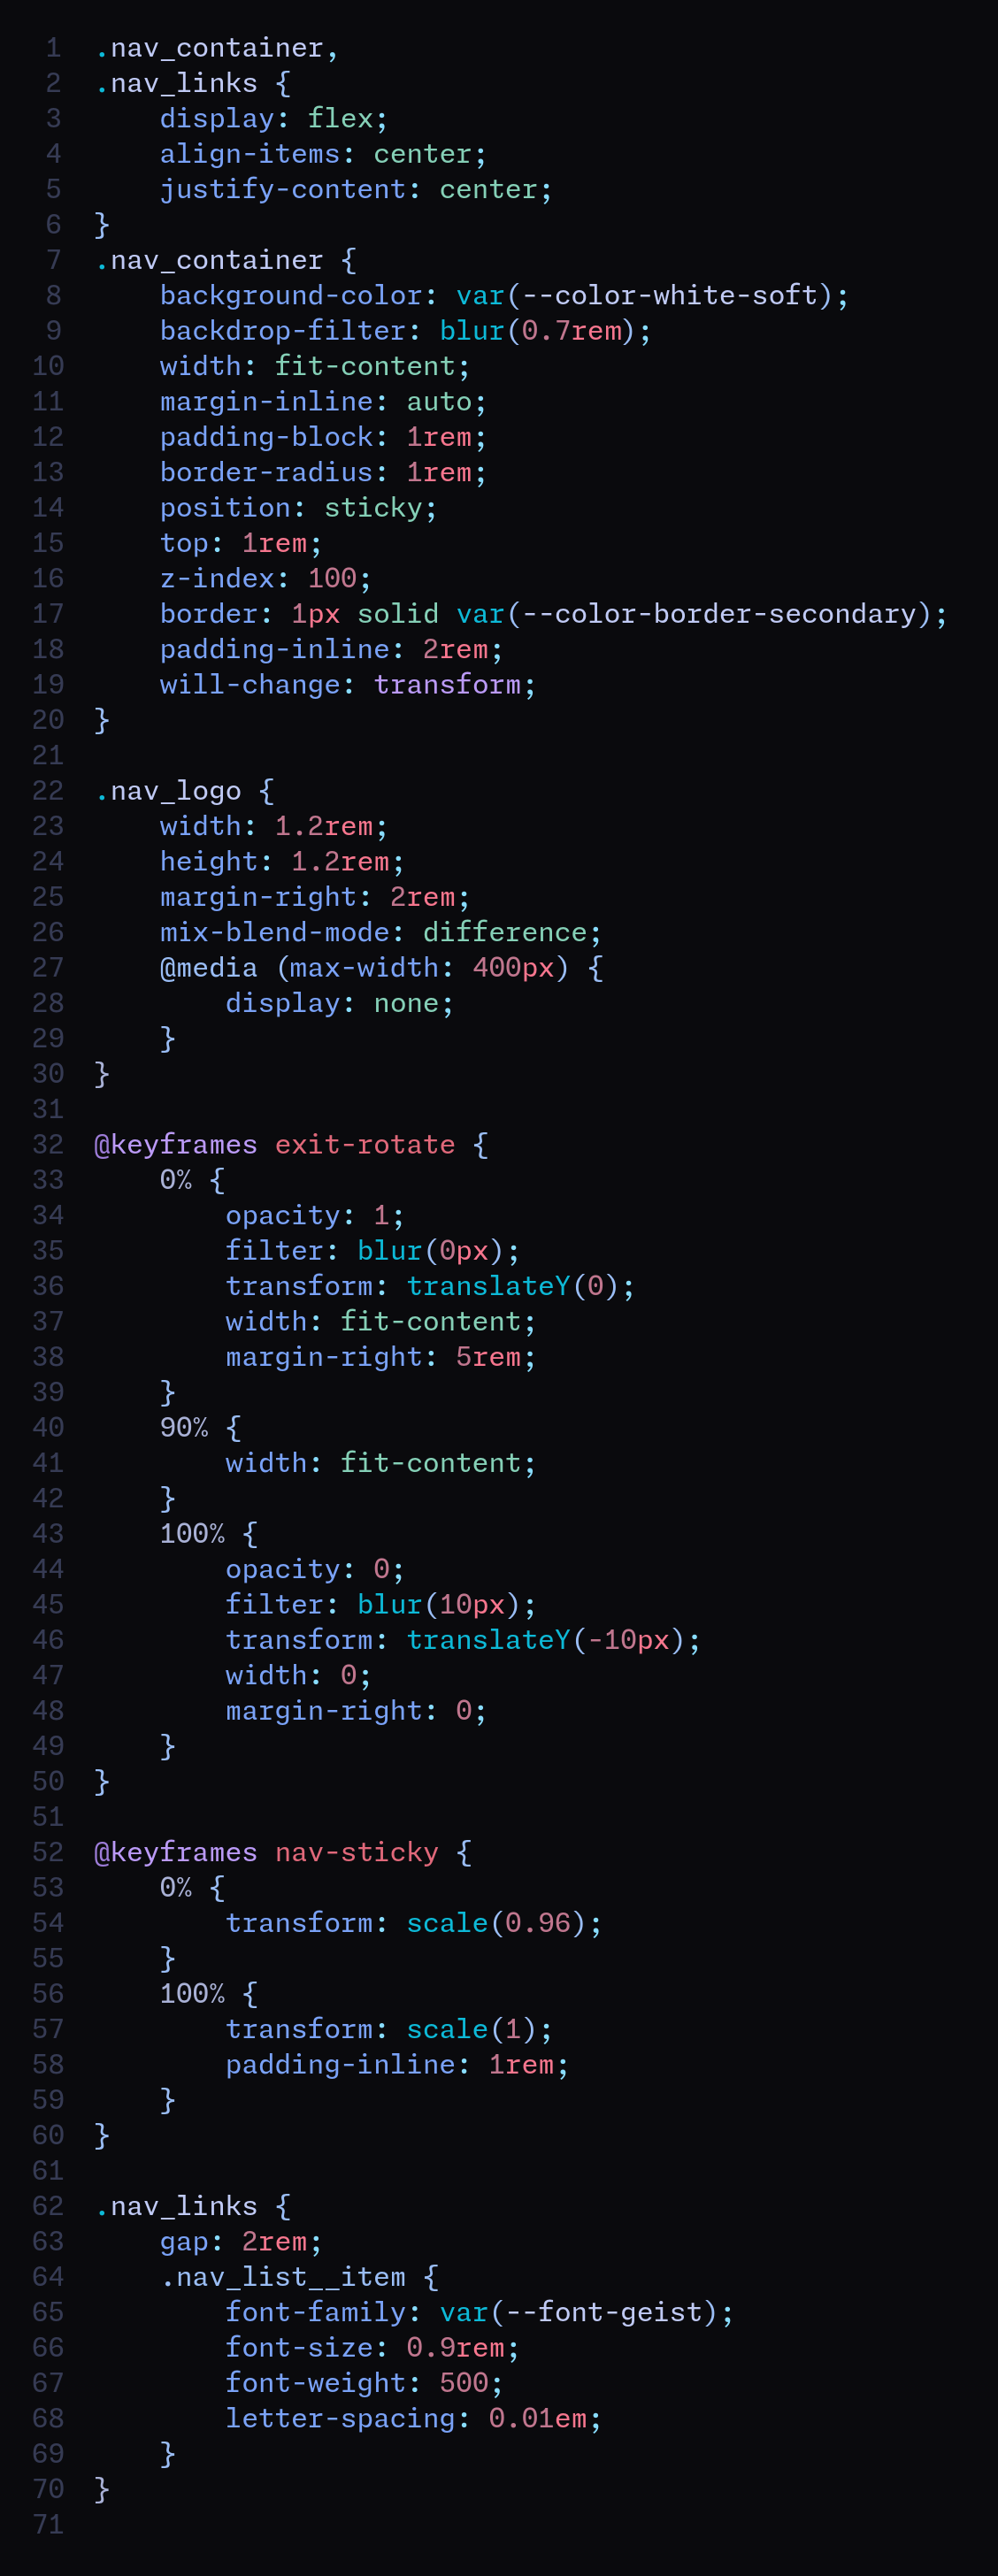 1 .nav_container,
2 .nav_links {
3     display: flex;
4     align-items: center;
5     justify-content: center;
6 }
7 .nav_container {
8     background-color: var(--color-white-soft);
9     backdrop-filter: blur(0.7rem);
10     width: fit-content;
11     margin-inline: auto;
12     padding-block: 1rem;
13     border-radius: 1rem;
14     position: sticky;
15     top: 1rem;
16     z-index: 100;
17     border: 1px solid var(--color-border-secondary);
18     padding-inline: 2rem;
19     will-change: transform;
20 }
21
22 .nav_logo {
23     width: 1.2rem;
24     height: 1.2rem;
25     margin-right: 2rem;
26     mix-blend-mode: difference;
27     @media (max-width: 400px) {
28         display: none;
29     }
30 }
31
32 @keyframes exit-rotate {
33     0% {
34         opacity: 1;
35         filter: blur(0px);
36         transform: translateY(0);
37         width: fit-content;
38         margin-right: 5rem;
39     }
40     90% {
41         width: fit-content;
42     }
43     100% {
44         opacity: 0;
45         filter: blur(10px);
46         transform: translateY(-10px);
47         width: 0;
48         margin-right: 0;
49     }
50 }
51
52 @keyframes nav-sticky {
53     0% {
54         transform: scale(0.96);
55     }
56     100% {
57         transform: scale(1);
58         padding-inline: 1rem;
59     }
60 }
61
62 .nav_links {
63     gap: 2rem;
64     .nav_list__item {
65         font-family: var(--font-geist);
66         font-size: 0.9rem;
67         font-weight: 500;
68         letter-spacing: 0.01em;
69     }
70 }
71